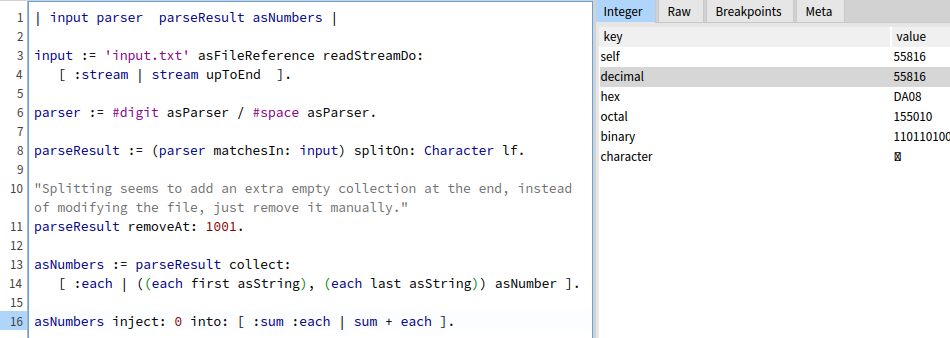 1 | input parser  parseResult asNumbers |
2
3 input := 'input.txt' asFileReference readStreamDo:
4    [ :stream | stream upToEnd  ].
5
6 parser := #digit asParser / #space asParser.
7
8 parseResult := (parser matchesIn: input) splitOn: Character lf.
9
10 "Splitting seems to add an extra empty collection at the end, instead
of modifying the file, just remove it manually."
11 parseResult removeAt: 1001.
12
13 asNumbers := parseResult collect:
14    [ :each | ((each first asString), (each last asString)) asNumber ].
15
16 asNumbers inject: 0 into: [ :sum :each | sum + each ].
Integer Raw Breakpoints Meta
key value
self 55816
decimal 55816
hex DA08
octal 155010
binary 110110100
character